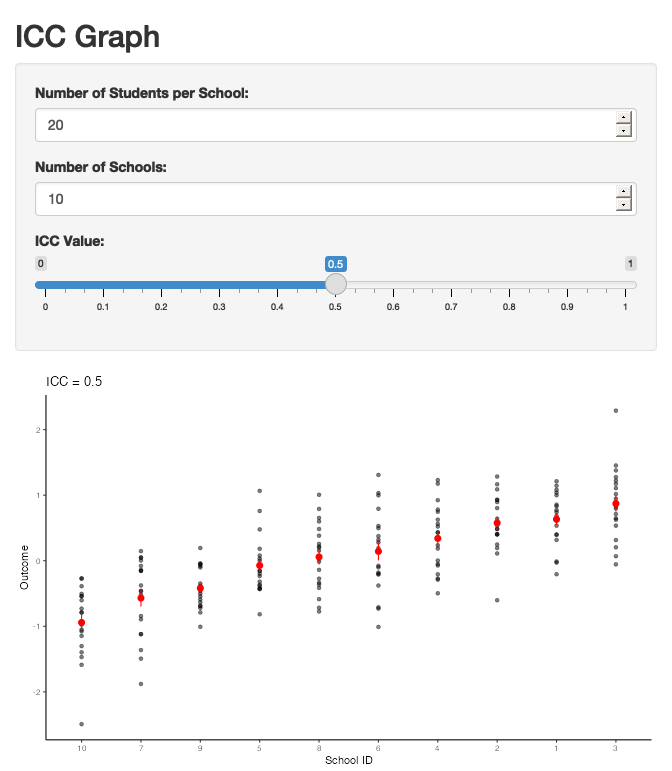 ICC Graph
Number of Students per School:
20
Number of Schools:
10
ICC Value:
0 0.5 1
0 0.1 0.2 0.3 0.4 0.5 0.6 0.7 0.8 0.9 1
ICC = 0.5
2
1
0
-1
-2
Outcome
10 7 9 5 8 6 4 2 1 3
School ID